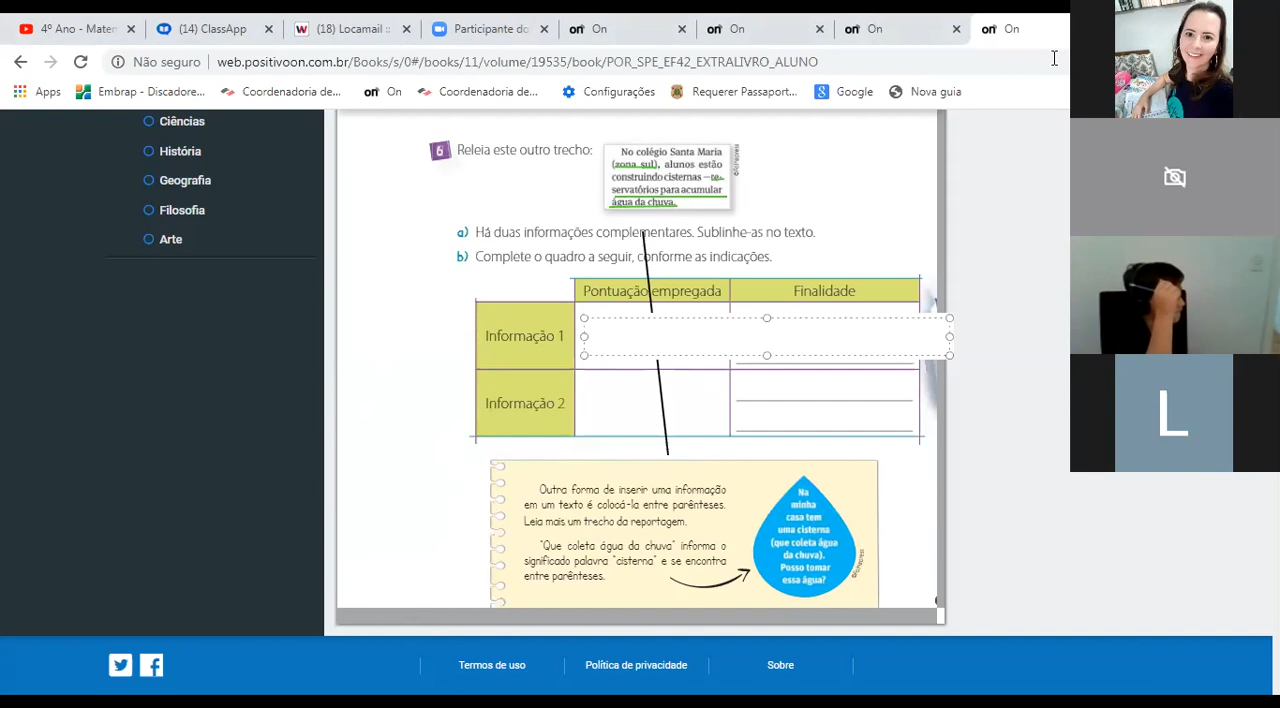 4º Ano - Maten
(14) ClassApp
(18) Locamail ::
Participante do
on On
on On
on On
on On
Não seguro
web.positivoon.com.br/Books/s/0#/books/11/volume/19535/book/POR_SPE_EF42_EXTRALIVRO_ALUNO
Apps
Embrap - Discador...
Coordenadoria de...
on On
Coordenadoria de...
Configurações
Requerer Passaport...
Google
Nova guia
Ciências
História
Geografia
Filosofia
Arte
6 Releia este outro trecho:
No colégio Santa Maria
(zona sul), alunos estão
construindo cisternas – re-
servatórios para acumular
água da chuva.
a) Há duas informações complementares. Sublinhe-as no texto.
b) Complete o quadro a seguir, conforme as indicações.
Pontuação empregada
Finalidade
Informação 1
Informação 2
Outra forma de inserir uma informação
em um texto é colocá-la entre parênteses.
Leia mais um trecho da reportagem.
"Que coleta água da chuva" informa o
significado palavra "cisterna" e se encontra
entre parênteses.
Na
minha
casa tem
uma cisterna
(que coleta água
da chuva).
Posso tomar
essa água?
Termos de uso
Política de privacidade
Sobre
L